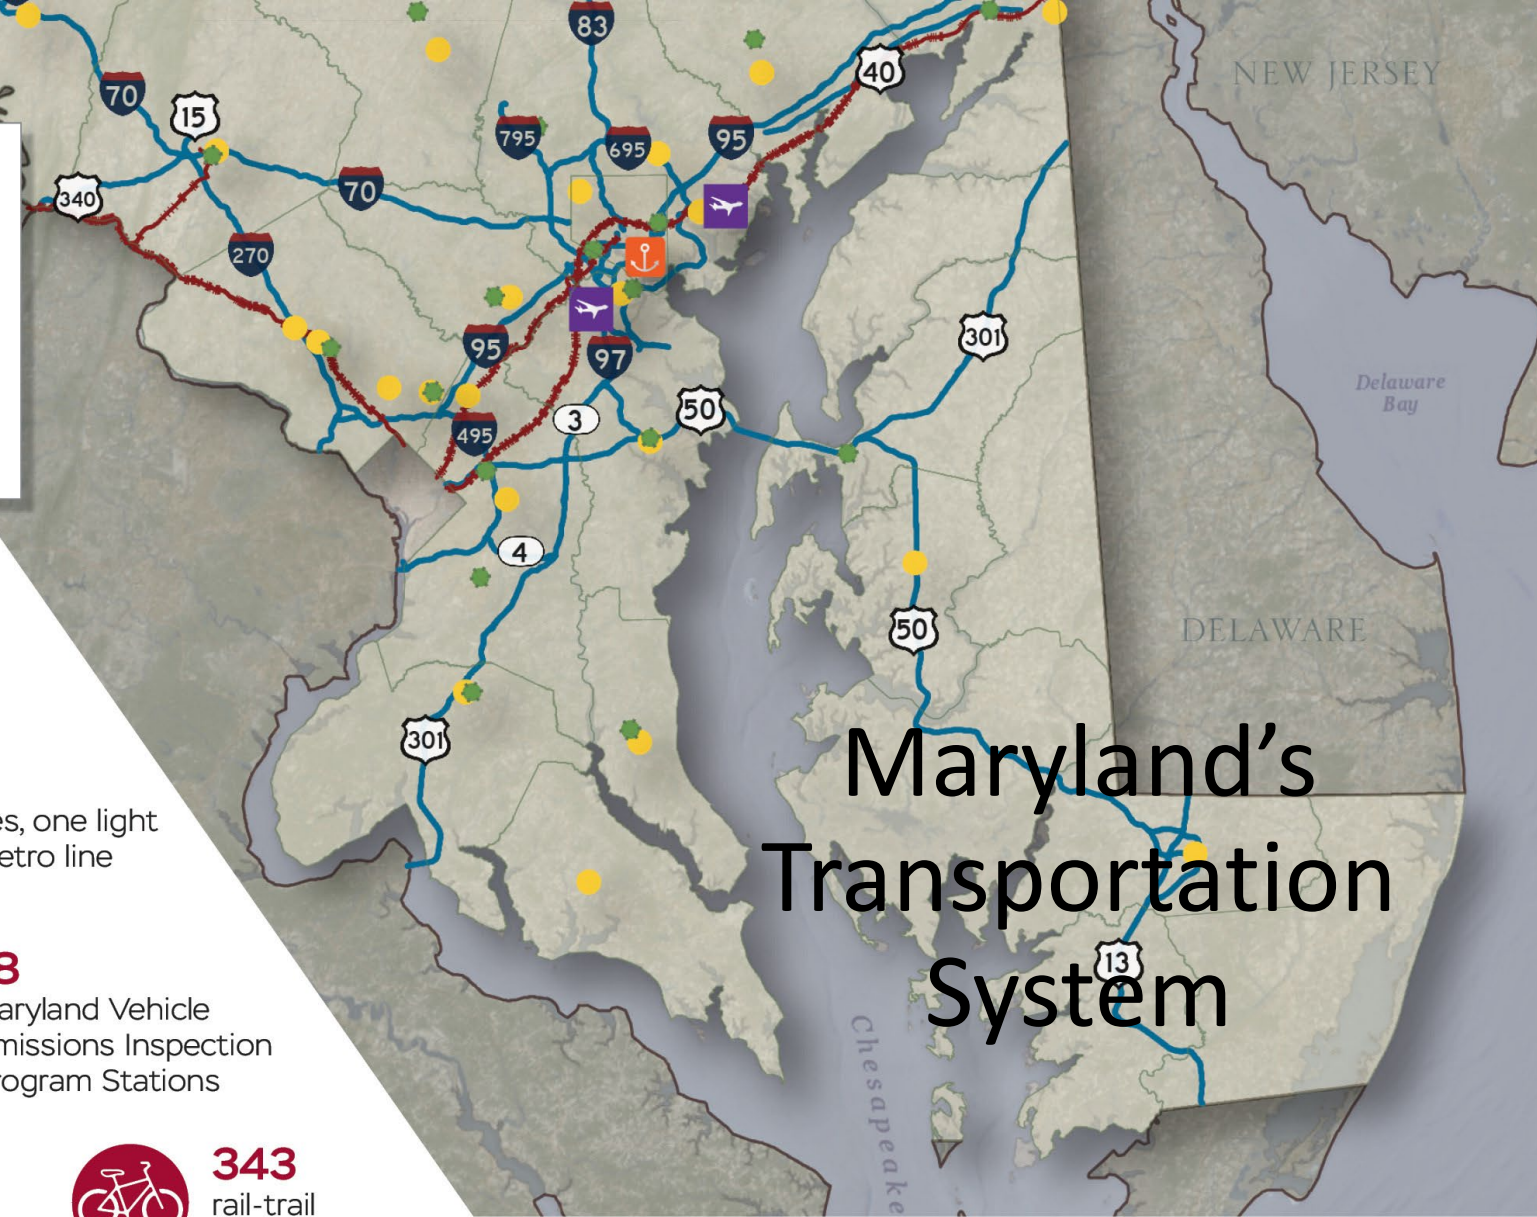 83
40
NEW JERSEY
70
15
795
695
95
340
70
270
301
95
97
Delaware
Bay
3
50
495
4
50
DELAWARE
301
Maryland's
Transportation
System
es, one light
etro line
13
8
aryland Vehicle
missions Inspection
rogram Stations
Chesapeake
343
rail-trail